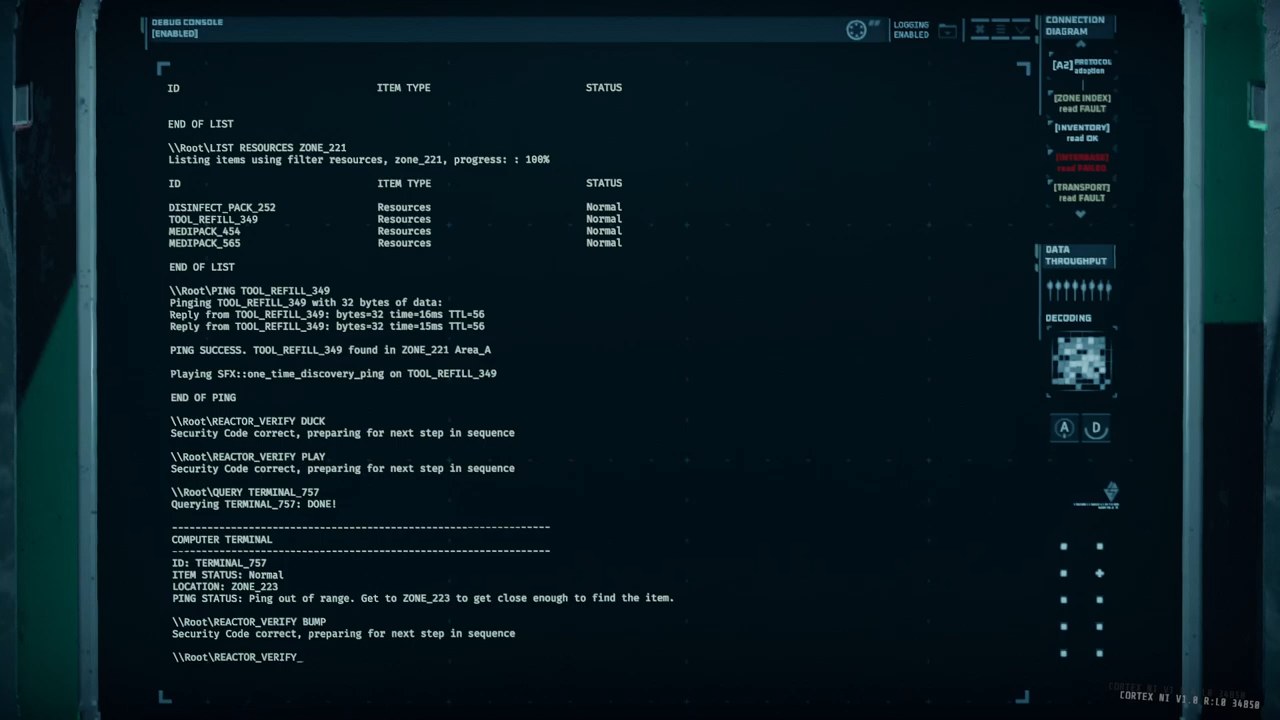 DEBUG CONSOLE
[ENABLED]
LOGGING
ENABLED
ID ITEM TYPE STATUS
END OF LIST
\\Root\LIST RESOURCES ZONE_221
Listing items using filter resources, zone_221, progress: : 100%
ID ITEM TYPE STATUS
DISINFECT_PACK_252 Resources Normal
TOOL_REFILL_349 Resources Normal
MEDIPACK_454 Resources Normal
MEDIPACK_565 Resources Normal
END OF LIST
\\Root\PING TOOL_REFILL_349
Pinging TOOL_REFILL_349 with 32 bytes of data:
Reply from TOOL_REFILL_349: bytes=32 time=16ms TTL=56
Reply from TOOL_REFILL_349: bytes=32 time=15ms TTL=56
PING SUCCESS. TOOL_REFILL_349 found in ZONE_221 Area_A
Playing SFX::one_time_discovery_ping on TOOL_REFILL_349
END OF PING
\\Root\REACTOR_VERIFY DUCK
Security Code correct, preparing for next step in sequence
\\Root\REACTOR_VERIFY PLAY
Security Code correct, preparing for next step in sequence
\\Root\QUERY TERMINAL_757
Querying TERMINAL_757: DONE!
----------------------------------------------------------------
COMPUTER TERMINAL
----------------------------------------------------------------
ID: TERMINAL_757
ITEM STATUS: Normal
LOCATION: ZONE_223
PING STATUS: Ping out of range. Get to ZONE_223 to get close enough to find the item.
\\Root\REACTOR_VERIFY BUMP
Security Code correct, preparing for next step in sequence
\\Root\REACTOR_VERIFY_
CONNECTION
DIAGRAM
[A2] PROTOCOL
adaption
[ZONE INDEX]
read FAULT
[INVENTORY]
read OK
read FAILED
[TRANSPORT]
read FAULT
DATA
THROUGHPUT
DECODING
A D
CORTEX NI V1.0 R:L0 34850